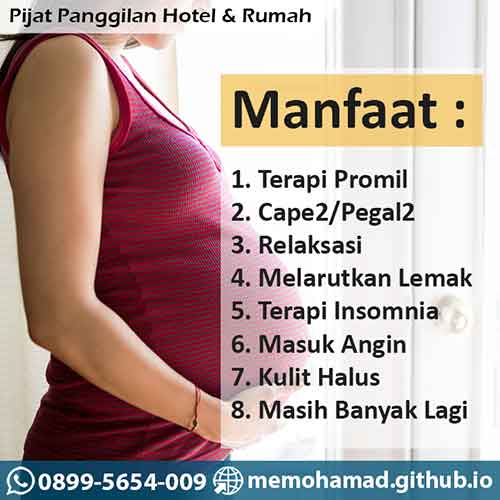 Pijat Panggilan Hotel & Rumah
Manfaat :
1. Terapi Promil
2. Cape2/Pegal2
3. Relaksasi
4. Melarutkan Lemak
5. Terapi Insomnia
6. Masuk Angin
7. Kulit Halus
8. Masih Banyak Lagi
0899-5654-009 memohamad.github.io